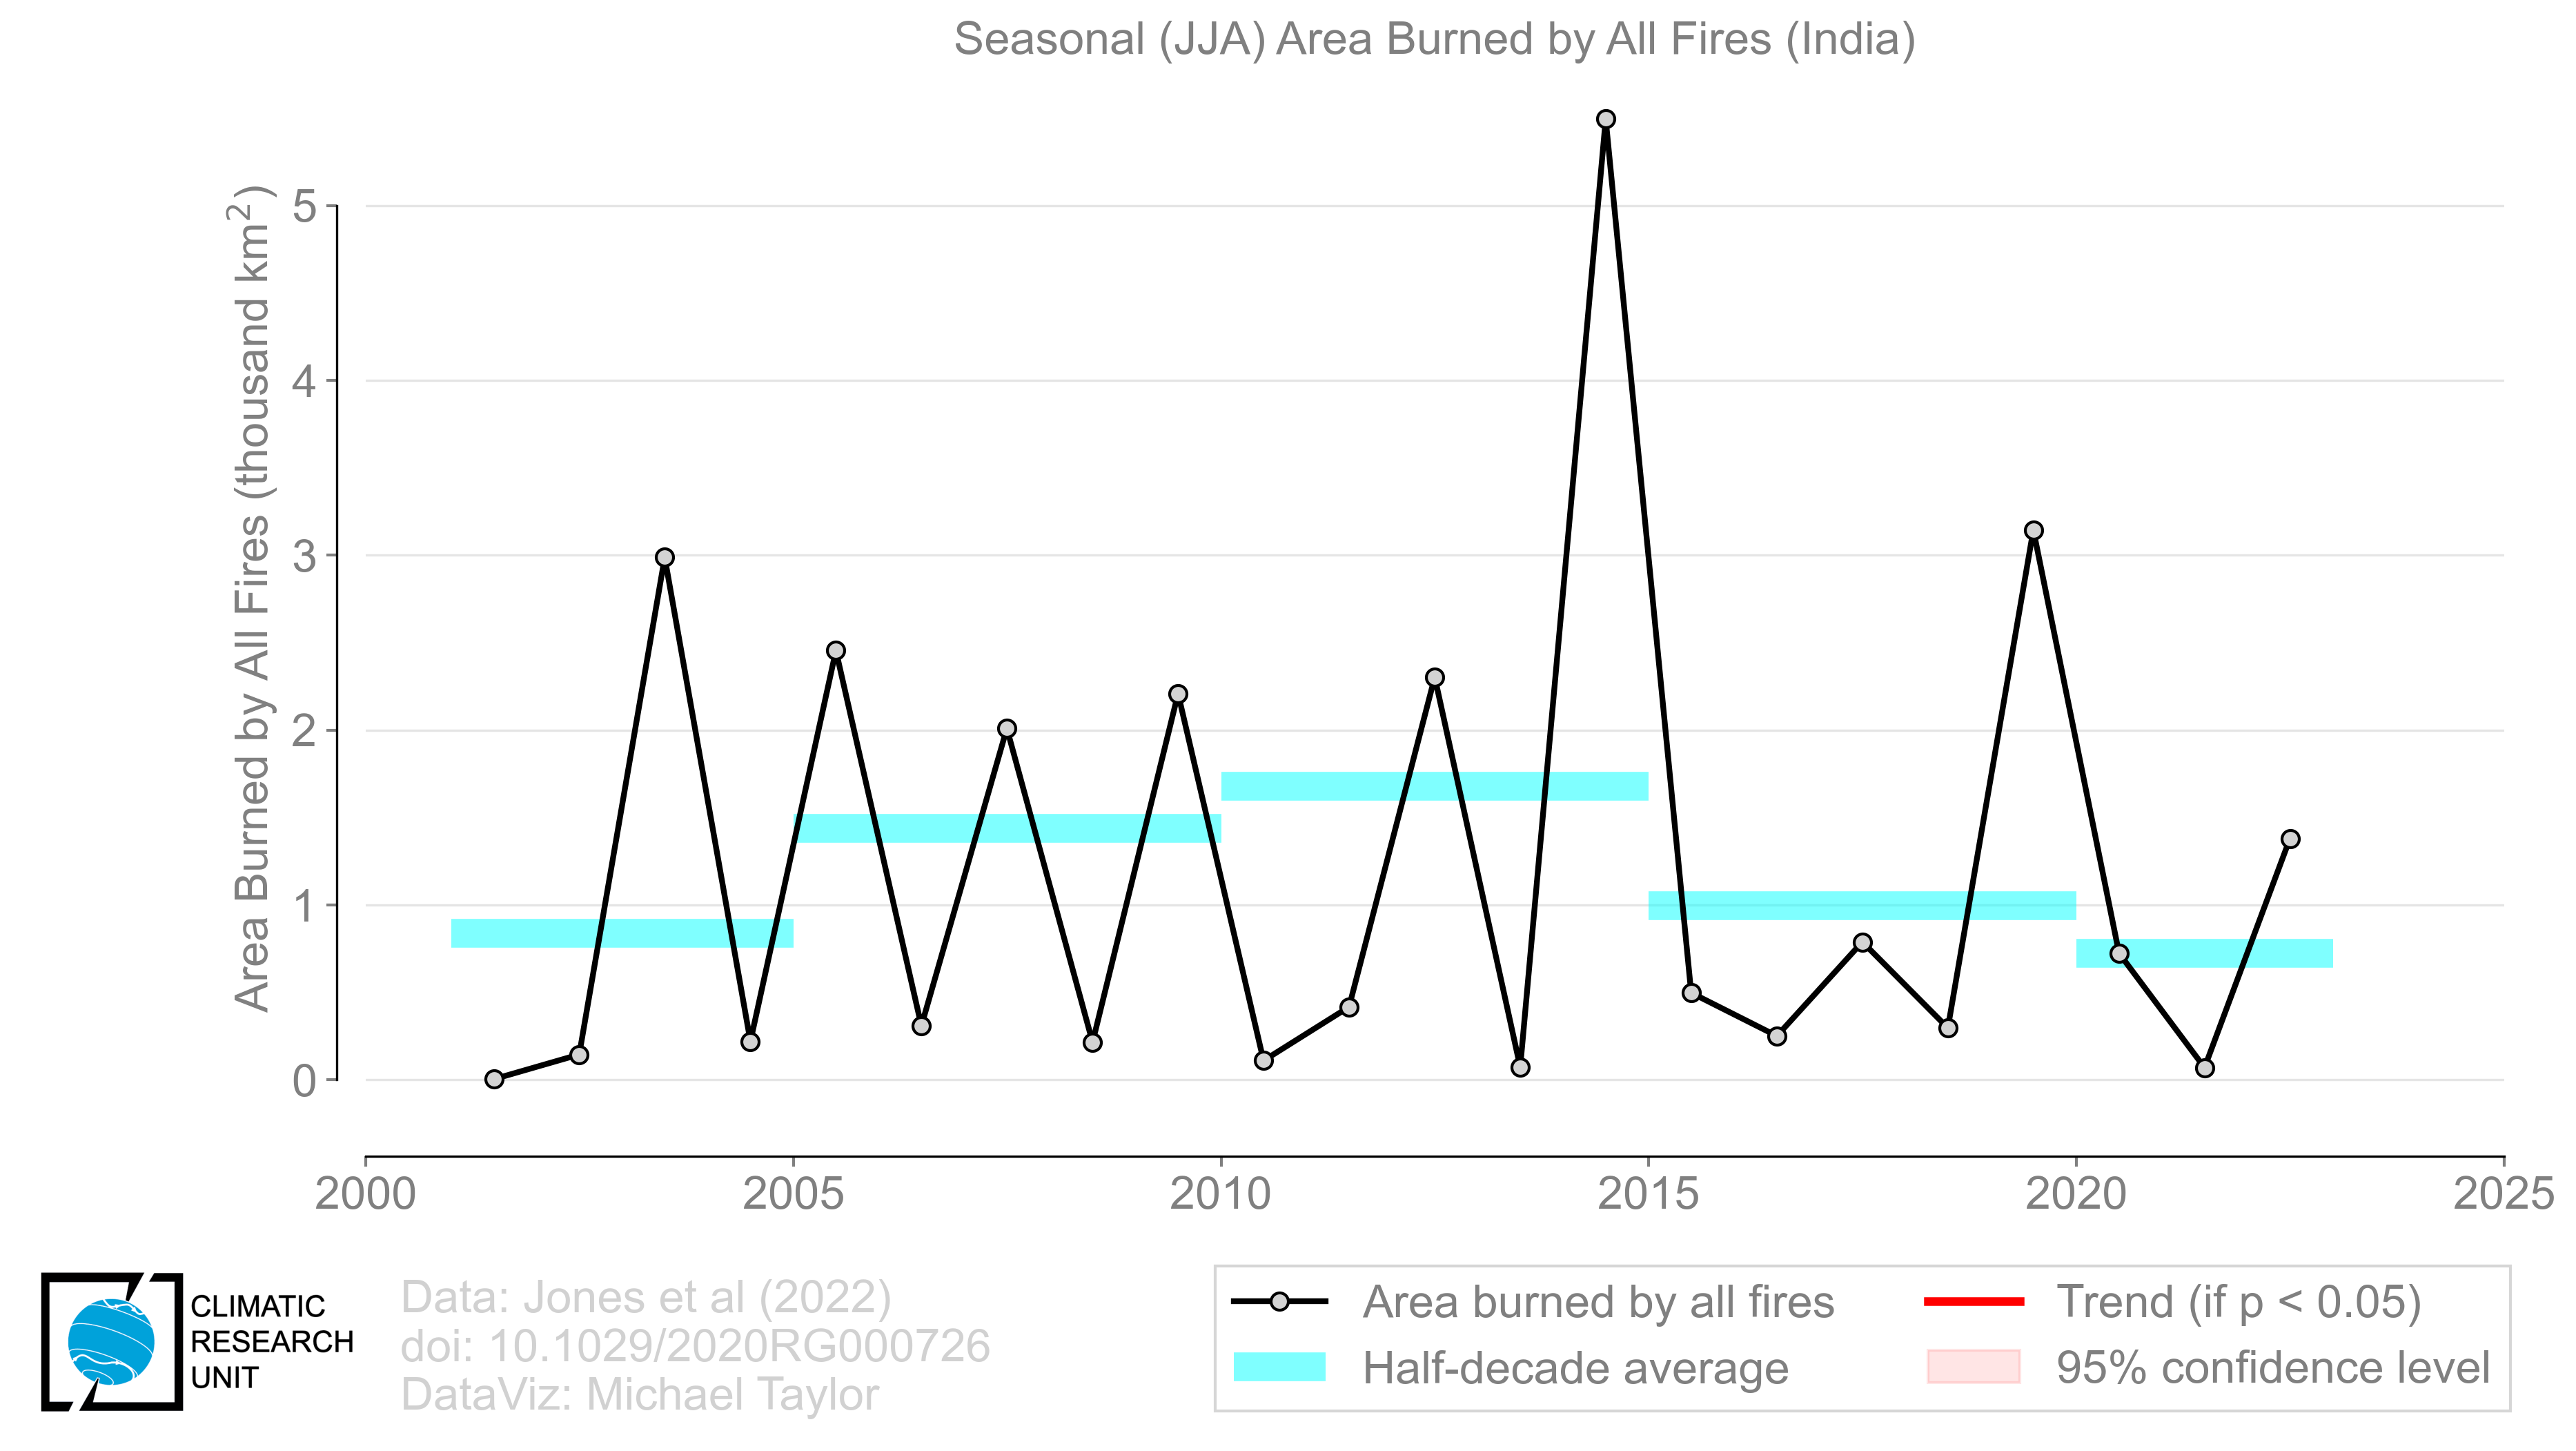 Seasonal (JJA) Area Burned by All Fires (India)
Area Burned by All Fires (thousand km²)
5
4
3
2
1
0
2000 2005 2010 2015 2020 2025
CLIMATIC
RESEARCH
UNIT
Data: Jones et al (2022)
doi: 10.1029/2020RG000726
DataViz: Michael Taylor
Area burned by all fires
Half-decade average
Trend (if p < 0.05)
95% confidence level